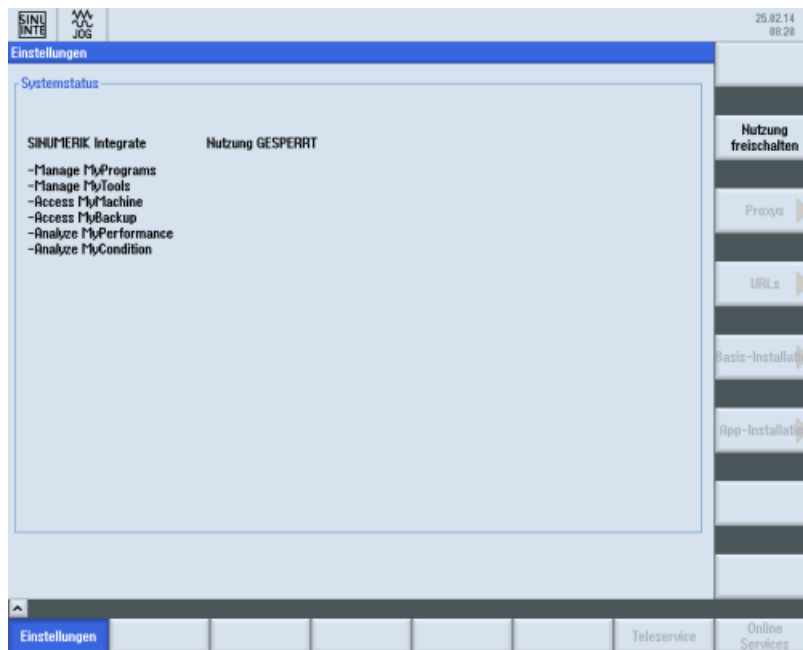 SINU
INTE
JOG
25.02.14
08:20
Einstellungen
Systemstatus
SINUMERIK Integrate Nutzung GESPERRT
-Manage MyPrograms
-Manage MyTools
-Access MyMachine
-Access MyBackup
-Analyze MyPerformance
-Analyze MyCondition
Nutzung
freischalten
Proxys
URLs
Basis-Installati
App-Installatio
Einstellungen
Teleservice
Online
Services